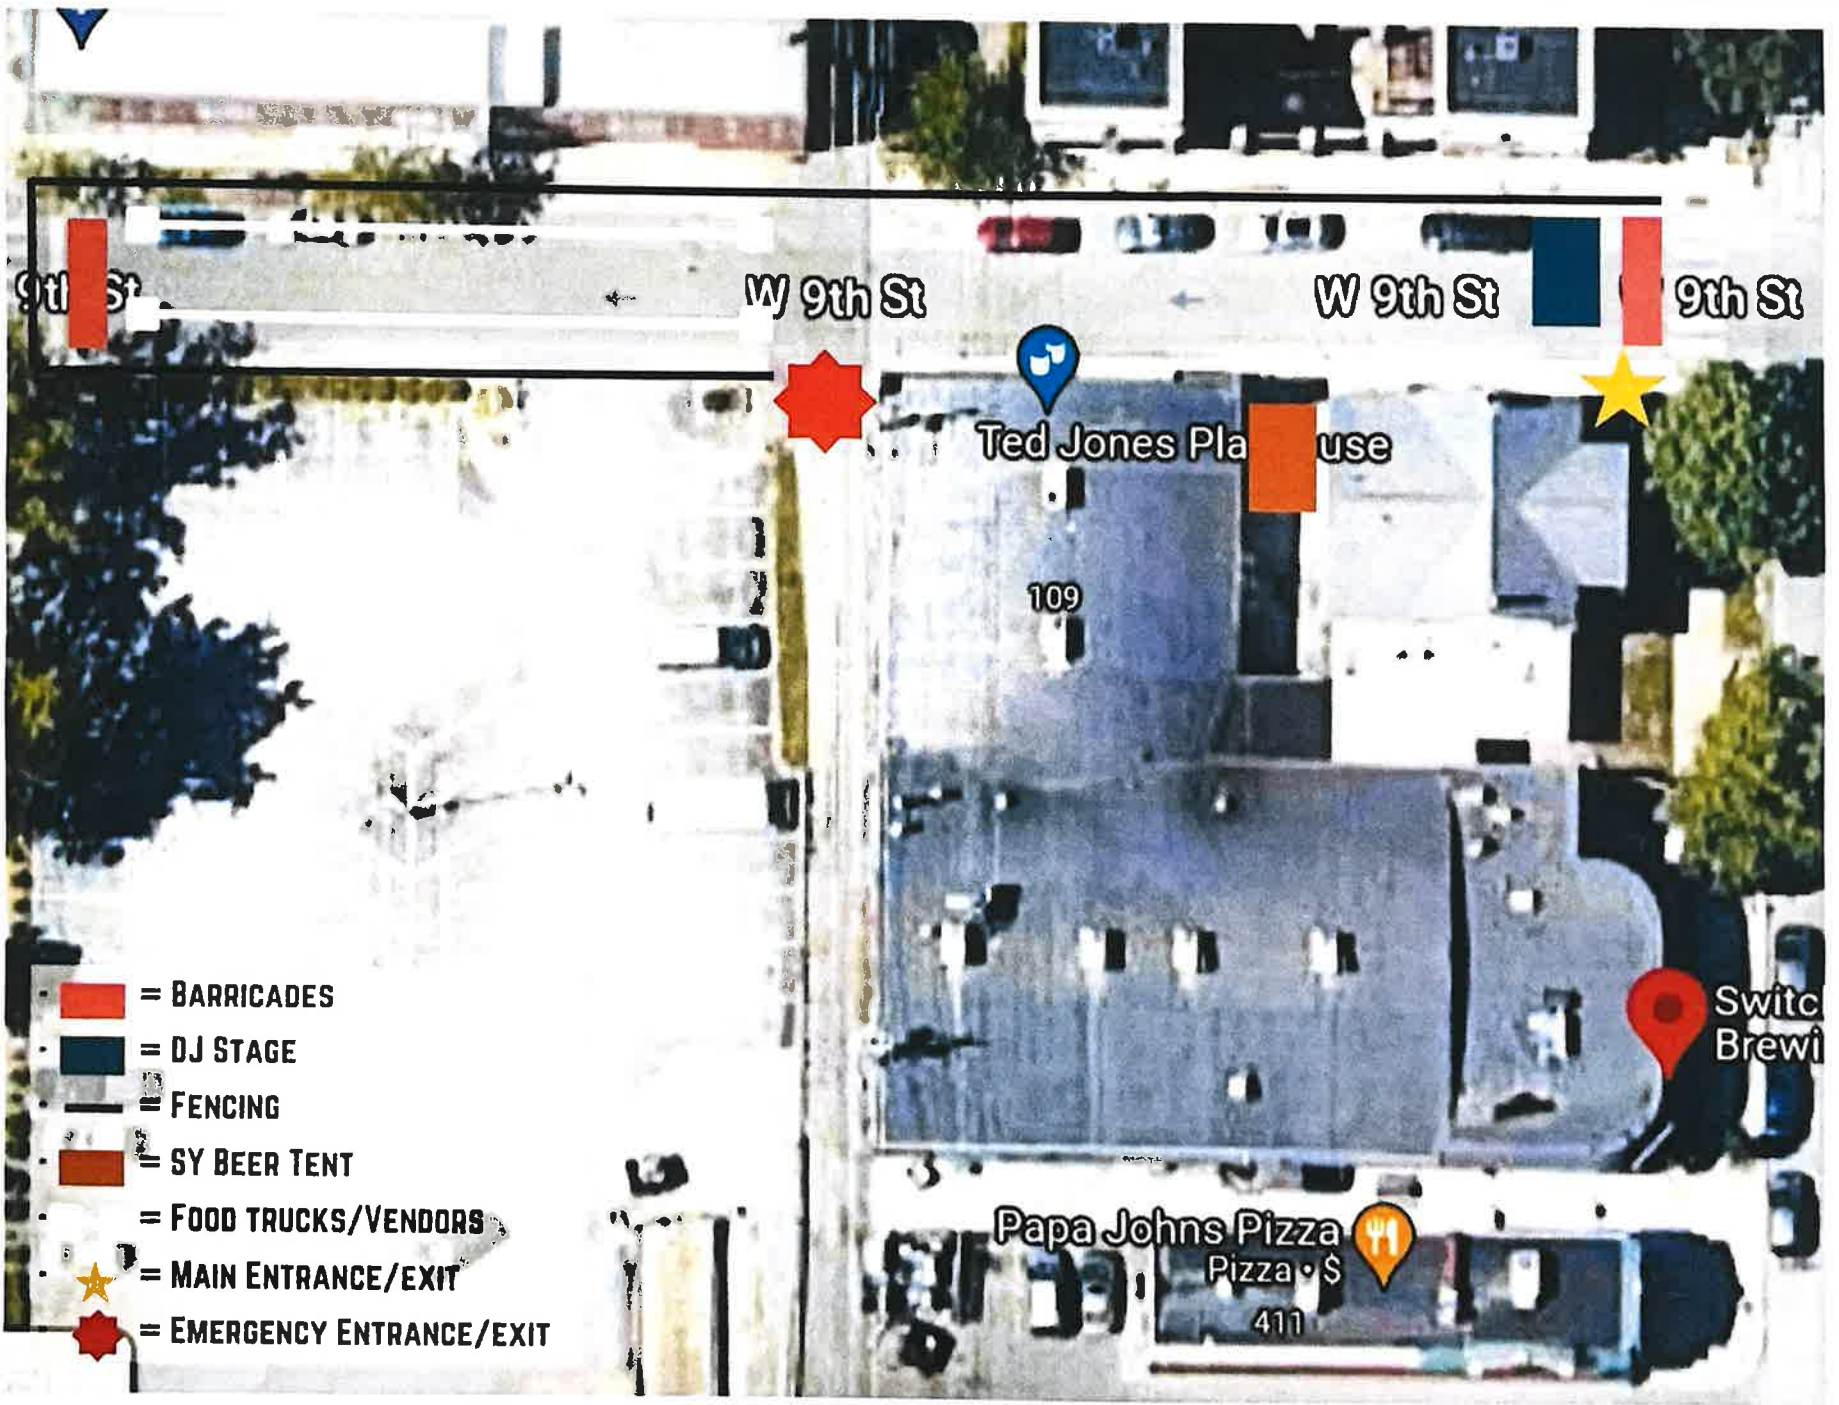 9th St
W 9th St
W 9th St
9th St
Ted Jones Pla use
109
Switc
Brewi
= BARRICADES
= DJ STAGE
= FENCING
= SY BEER TENT
= FOOD TRUCKS/VENDORS
= MAIN ENTRANCE/EXIT
= EMERGENCY ENTRANCE/EXIT
Papa Johns Pizza
Pizza • $
411